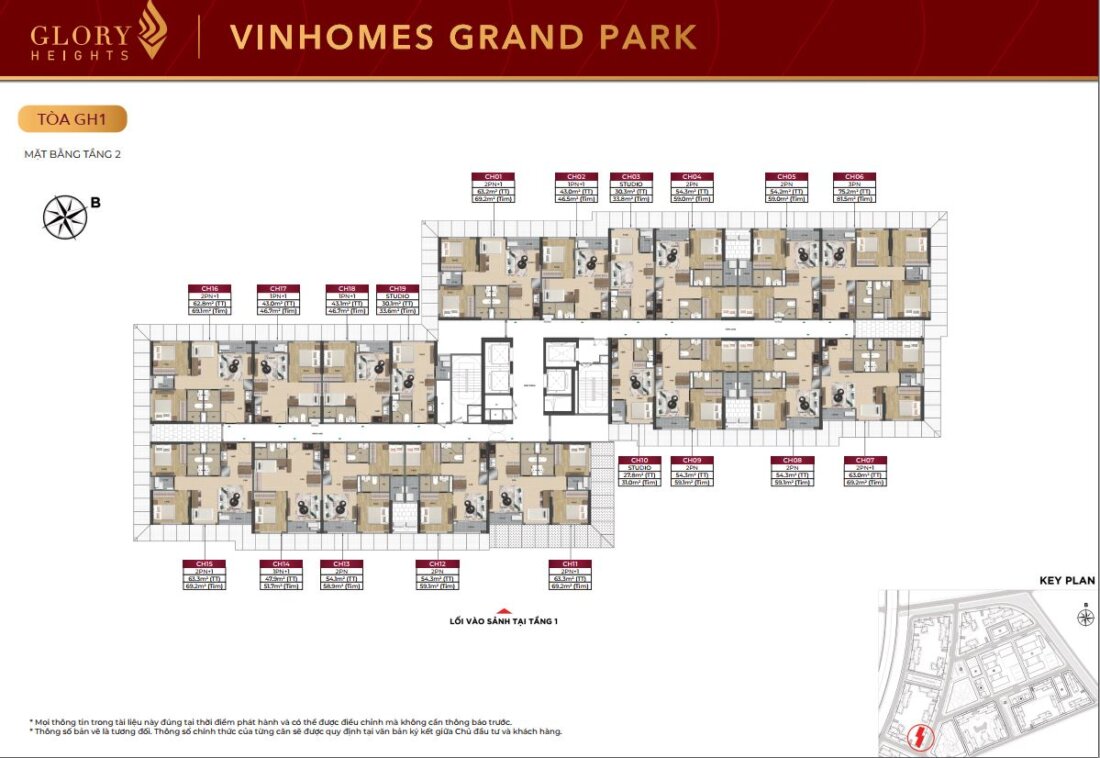 GLORY
HEIGHTS
VINHOMES GRAND PARK
TÒA GH1
MẶT BẰNG TẦNG 2
B
CH01
2PN+1
63.2m² (TT)
69.2m² (Tim)
CH02
1PN+1
43.0m² (TT)
46.5m² (Tim)
CH03
STUDIO
30.3m² (TT)
33.8m² (Tim)
CH04
2PN
54.3m² (TT)
59.0m² (Tim)
CH05
2PN
54.2m² (TT)
59.0m² (Tim)
CH06
3PN
75.2m² (TT)
81.5m² (Tim)
CH16
2PN+1
62.8m² (TT)
69.1m² (Tim)
CH17
1PN+1
43.0m² (TT)
46.7m² (Tim)
CH18
1PN+1
43.1m² (TT)
46.7m² (Tim)
CH19
STUDIO
30.1m² (TT)
33.6m² (Tim)
CH10
STUDIO
27.8m² (TT)
31.0m² (Tim)
CH09
2PN
54.3m² (TT)
59.1m² (Tim)
CH08
2PN
54.3m² (TT)
59.1m² (Tim)
CH07
2PN+1
63.0m² (TT)
69.2m² (Tim)
CH15
2PN+1
63.3m² (TT)
69.2m² (Tim)
CH14
1PN+1
47.9m² (TT)
51.7m² (Tim)
CH13
2PN
54.1m² (TT)
58.9m² (Tim)
CH12
2PN
54.3m² (TT)
59.1m² (Tim)
CH11
2PN+1
63.3m² (TT)
69.2m² (Tim)
LỐI VÀO SẢNH TẠI TẦNG 1
KEY PLAN
B
* Mọi thông tin trong tài liệu này đúng tại thời điểm phát hành và có thể được điều chỉnh mà không cần thông báo trước.
* Thông số bản vẽ là tương đối. Thông số chính thức của từng căn sẽ được quy định tại văn bản ký kết giữa Chủ đầu tư và khách hàng.